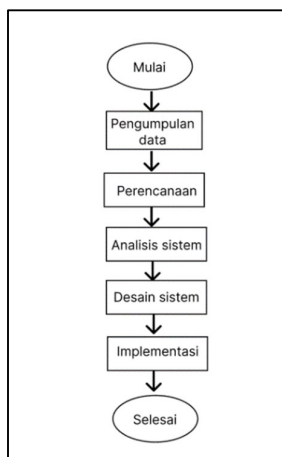 Mulai
Pengumpulan
data
Perencanaan
Analisis sistem
Desain sistem
Implementasi
Selesai